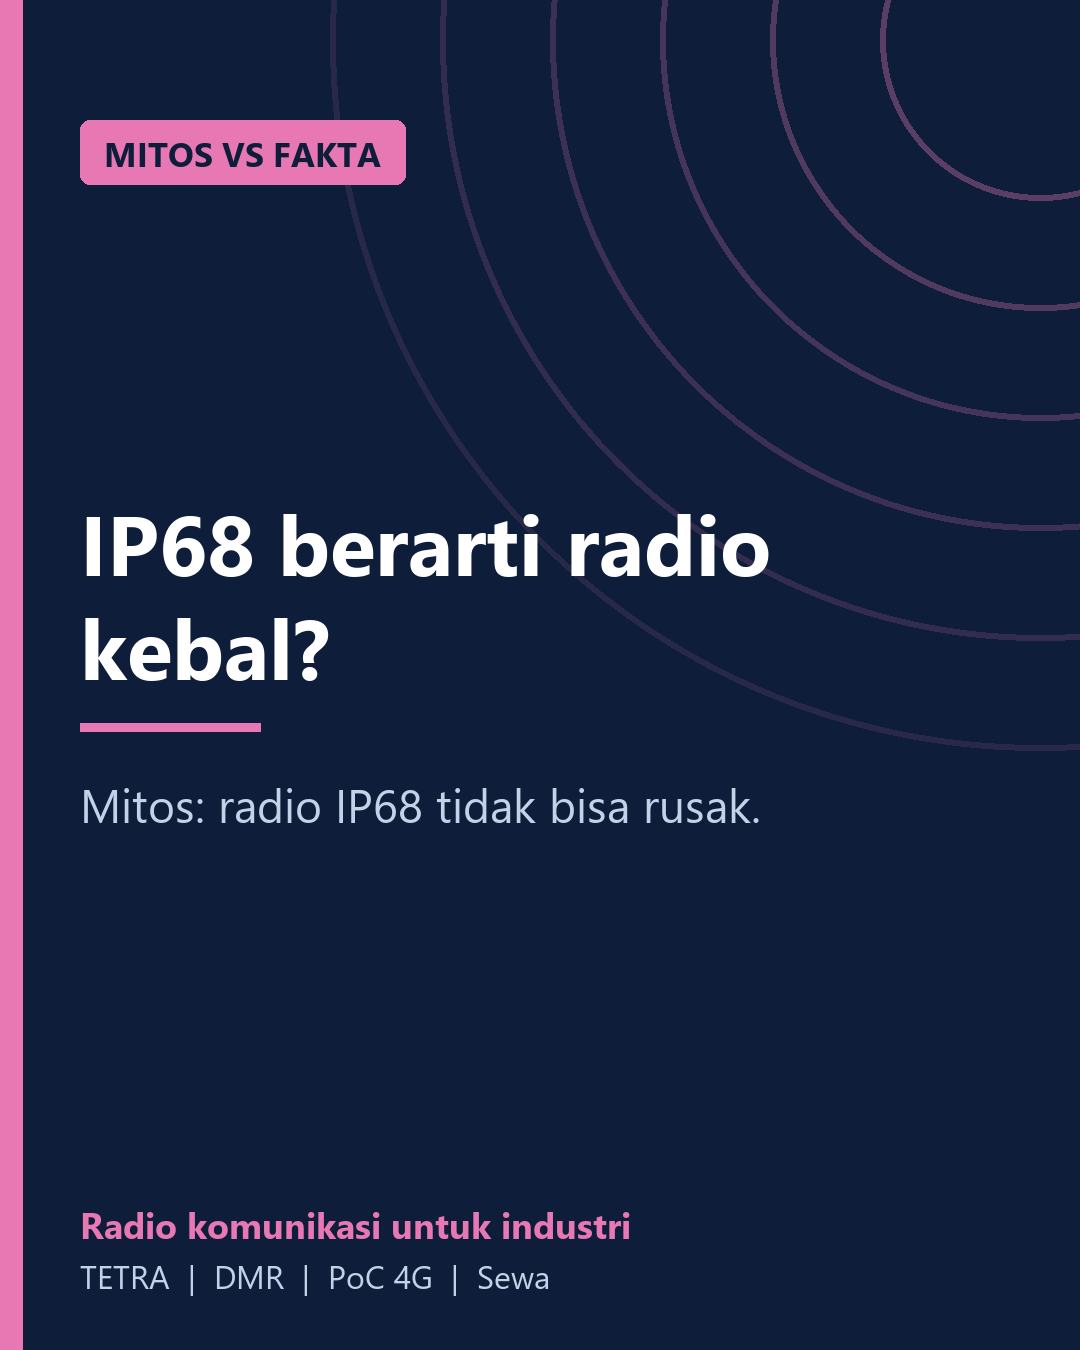 MITOS VS FAKTA
IP68 berarti radio
kebal?
Mitos: radio IP68 tidak bisa rusak.
Radio komunikasi untuk industri
TETRA | DMR | PoC 4G | Sewa